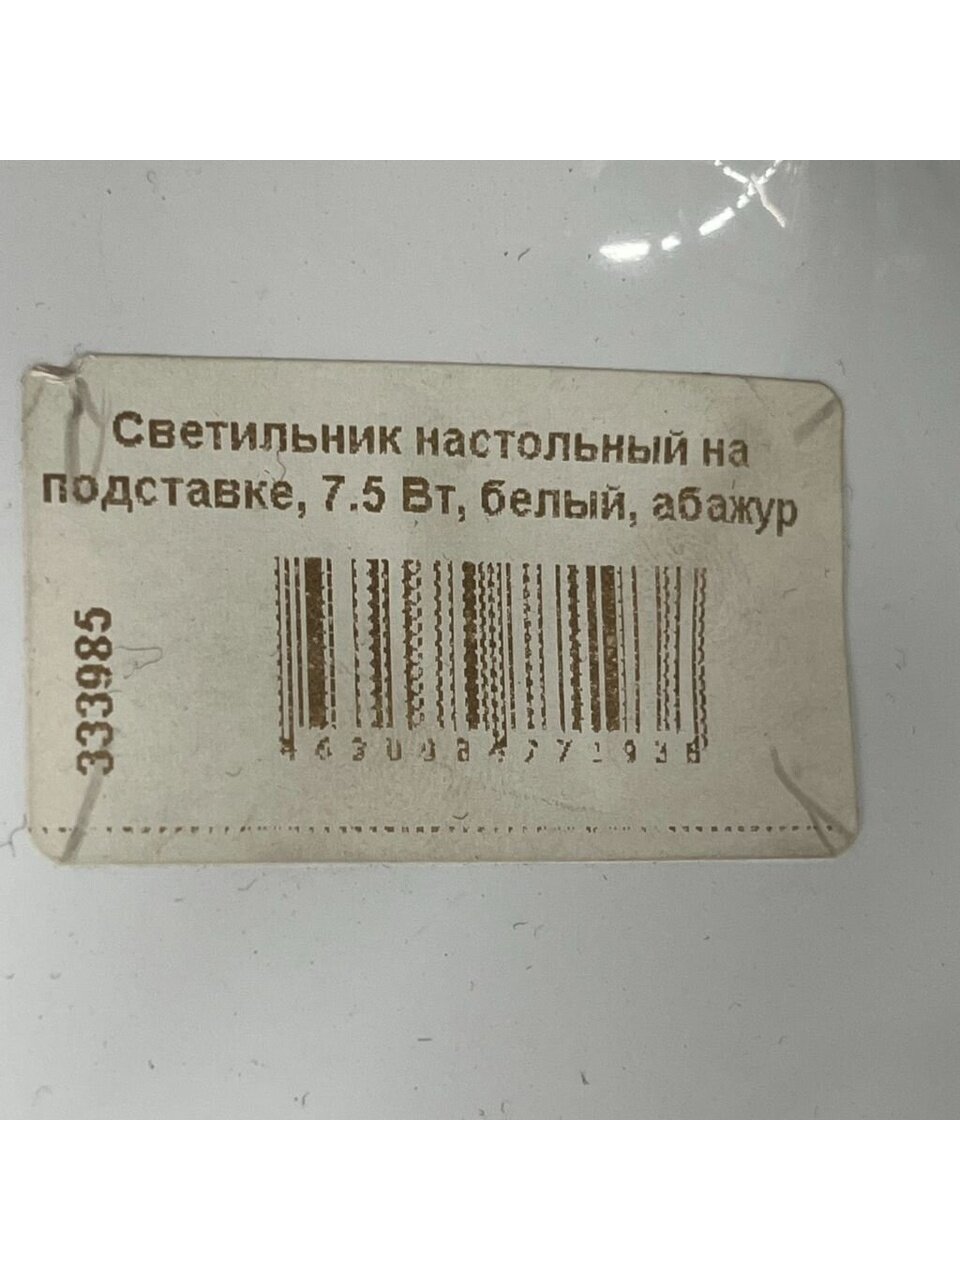 Светильник настольный на
подставке, 7.5 Вт, белый, абажур
333985